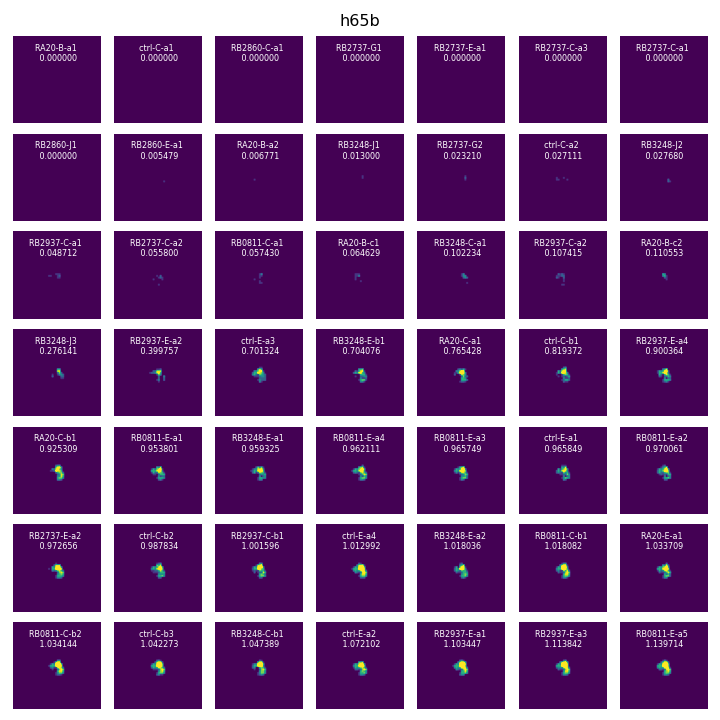 h65b
RA20-B-a1
0.000000
ctrl-C-a1
0.000000
RB2860-C-a1
0.000000
RB2737-G1
0.000000
RB2737-E-a1
0.000000
RB2737-C-a3
0.000000
RB2737-C-a1
0.000000
RB2860-J1
0.000000
RB2860-E-a1
0.005479
RA20-B-a2
0.006771
RB3248-J1
0.013000
RB2737-G2
0.023210
ctrl-C-a2
0.027111
RB3248-J2
0.027680
RB2937-C-a1
0.048712
RB2737-C-a2
0.055800
RB0811-C-a1
0.057430
RA20-B-c1
0.064629
RB3248-C-a1
0.102234
RB2937-C-a2
0.107415
RA20-B-c2
0.110553
RB3248-J3
0.276141
RB2937-E-a2
0.399757
ctrl-E-a3
0.701324
RB3248-E-b1
0.704076
RA20-C-a1
0.765428
ctrl-C-b1
0.819372
RB2937-E-a4
0.900364
RA20-C-b1
0.925309
RB0811-E-a1
0.953801
RB3248-E-a1
0.959325
RB0811-E-a4
0.962111
RB0811-E-a3
0.965749
ctrl-E-a1
0.965849
RB0811-E-a2
0.970061
RB2737-E-a2
0.972656
ctrl-C-b2
0.987834
RB2937-C-b1
1.001596
ctrl-E-a4
1.012992
RB3248-E-a2
1.018036
RB0811-C-b1
1.018082
RA20-E-a1
1.033709
RB0811-C-b2
1.034144
ctrl-C-b3
1.042273
RB3248-C-b1
1.047389
ctrl-E-a2
1.072102
RB2937-E-a1
1.103447
RB2937-E-a3
1.113842
RB0811-E-a5
1.139714